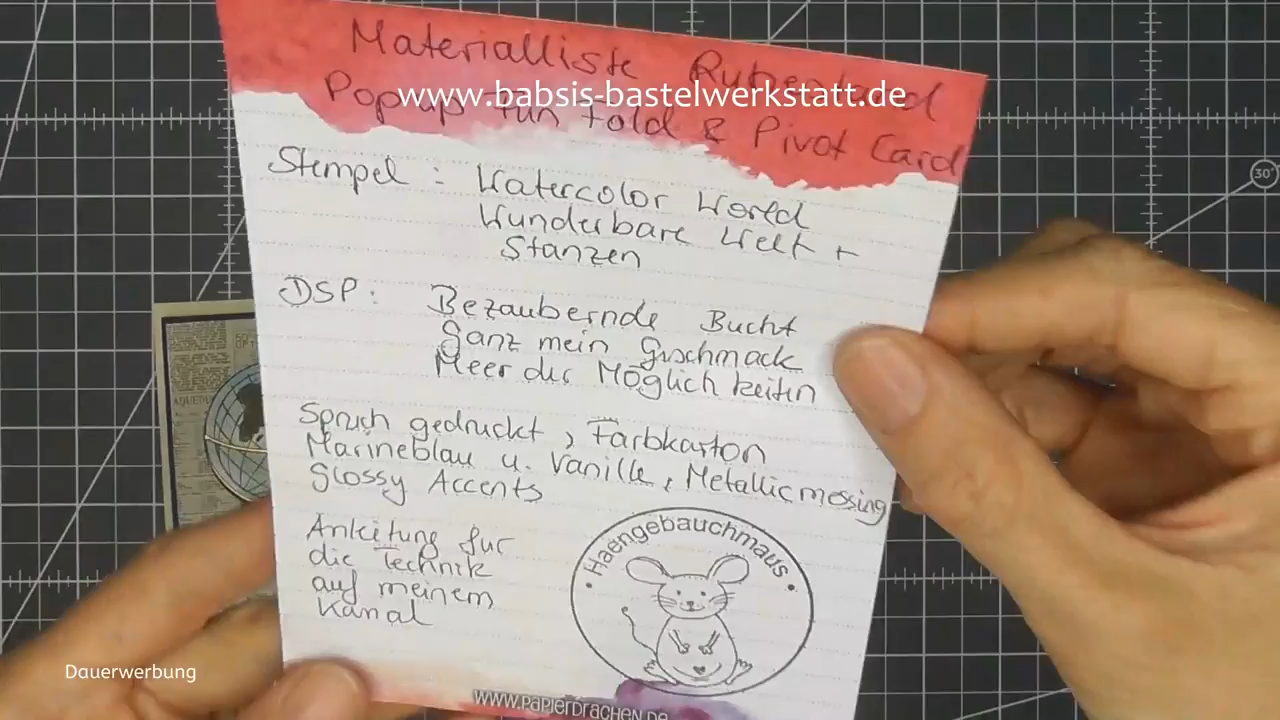 Materialliste
www.babsis-bastelwerkstatt.de
Popup Fun Fold & Pivot Card
Stempel : Watercolor World
Wunderbare Welt +
Stanzen
DSP : Bezaubernde Bucht
Ganz mein Geschmack
Meer der Möglichkeiten
Spruch gedruckt, Farbkarton
Marineblau u. Vanille, Metallic messing
Glossy Accents
Anleitung für
die Technik
auf meinem
Kanal
• Haengebauchmaus •
WWW.PAPIERDRACHEN.DE
Dauerwerbung
30°